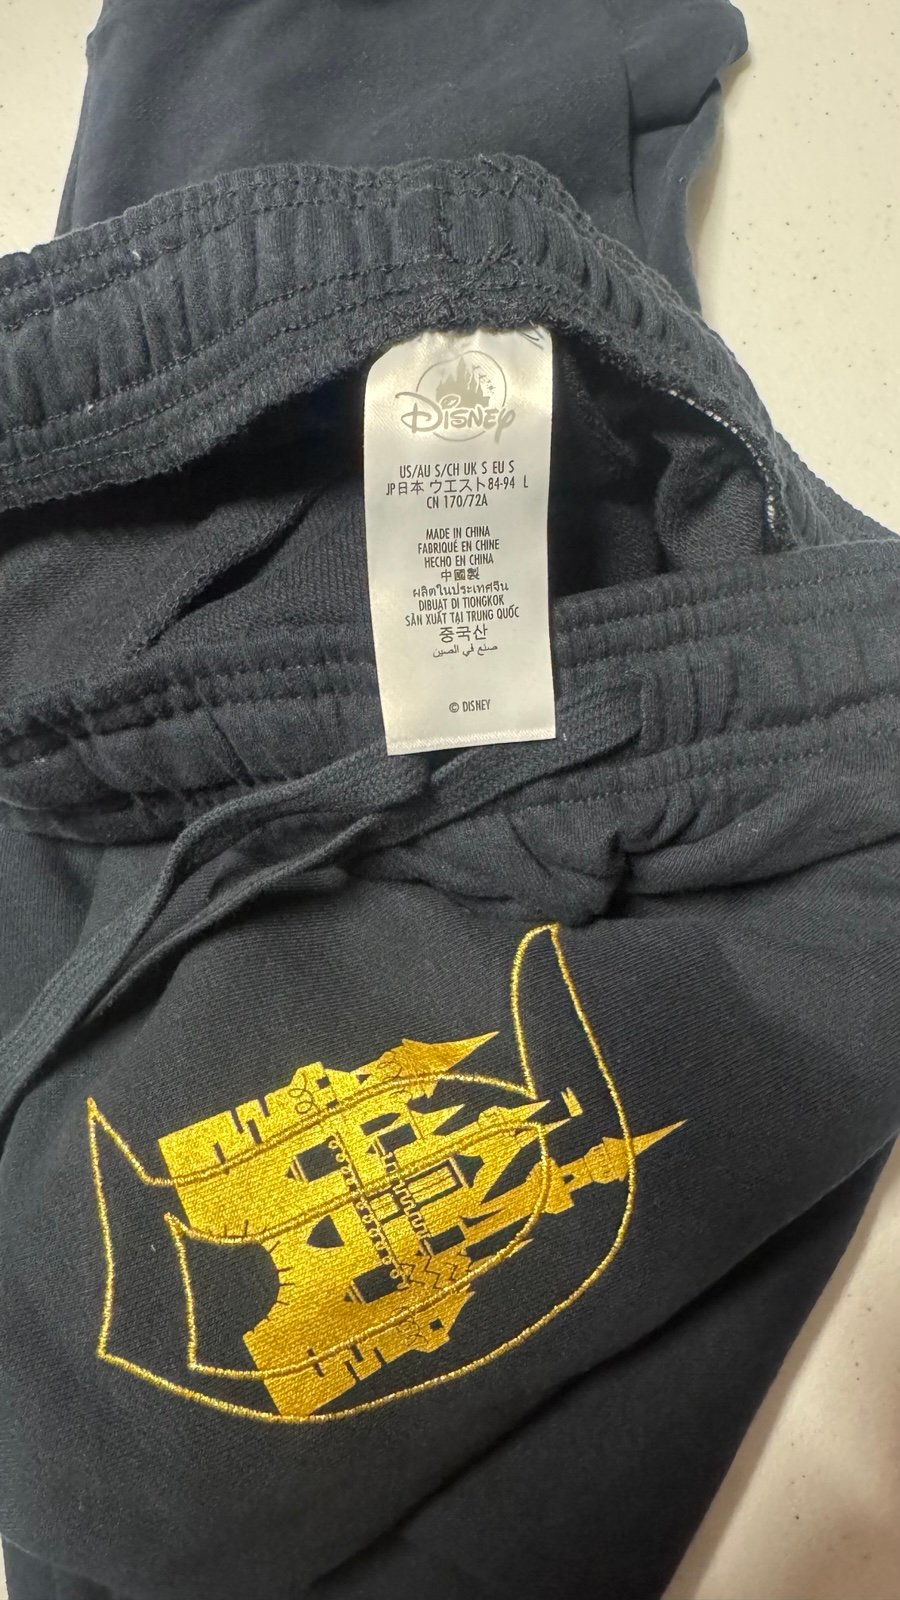 Disney
US/AU S/CH UK S EU S
JP日本 ウエスト84-94 L
CN 170/72A
MADE IN CHINA
FABRIQUÉ EN CHINE
HECHO EN CHINA
中國製
ผลิตในประเทศจีน
DIBUAT DI TIONGKOK
SẢN XUẤT TẠI TRUNG QUỐC
중국산
صنع في الصين
© DISNEY